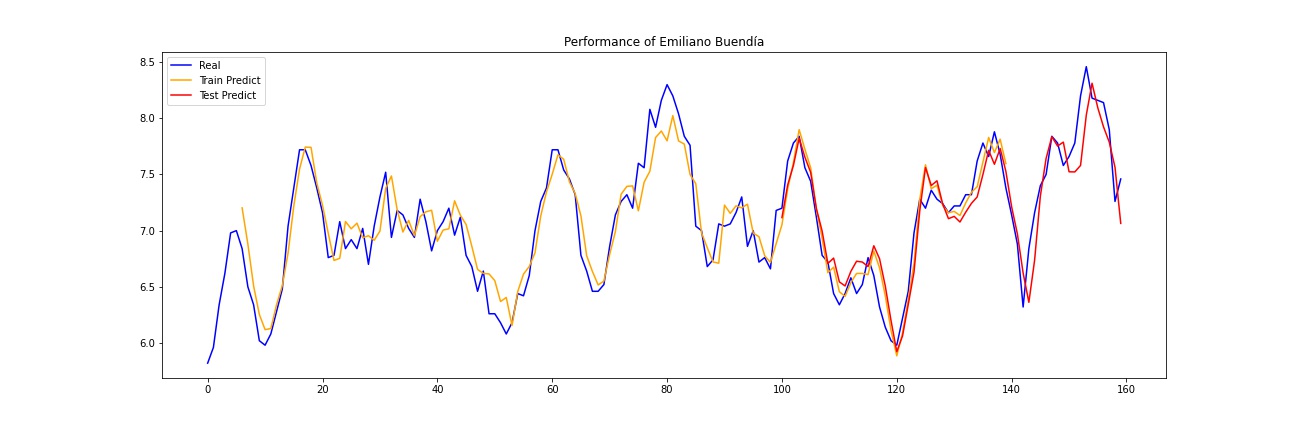 Performance of Emiliano Buendía
Real
Train Predict
Test Predict
8.5
8.0
7.5
7.0
6.5
6.0
0 20 40 60 80 100 120 140 160